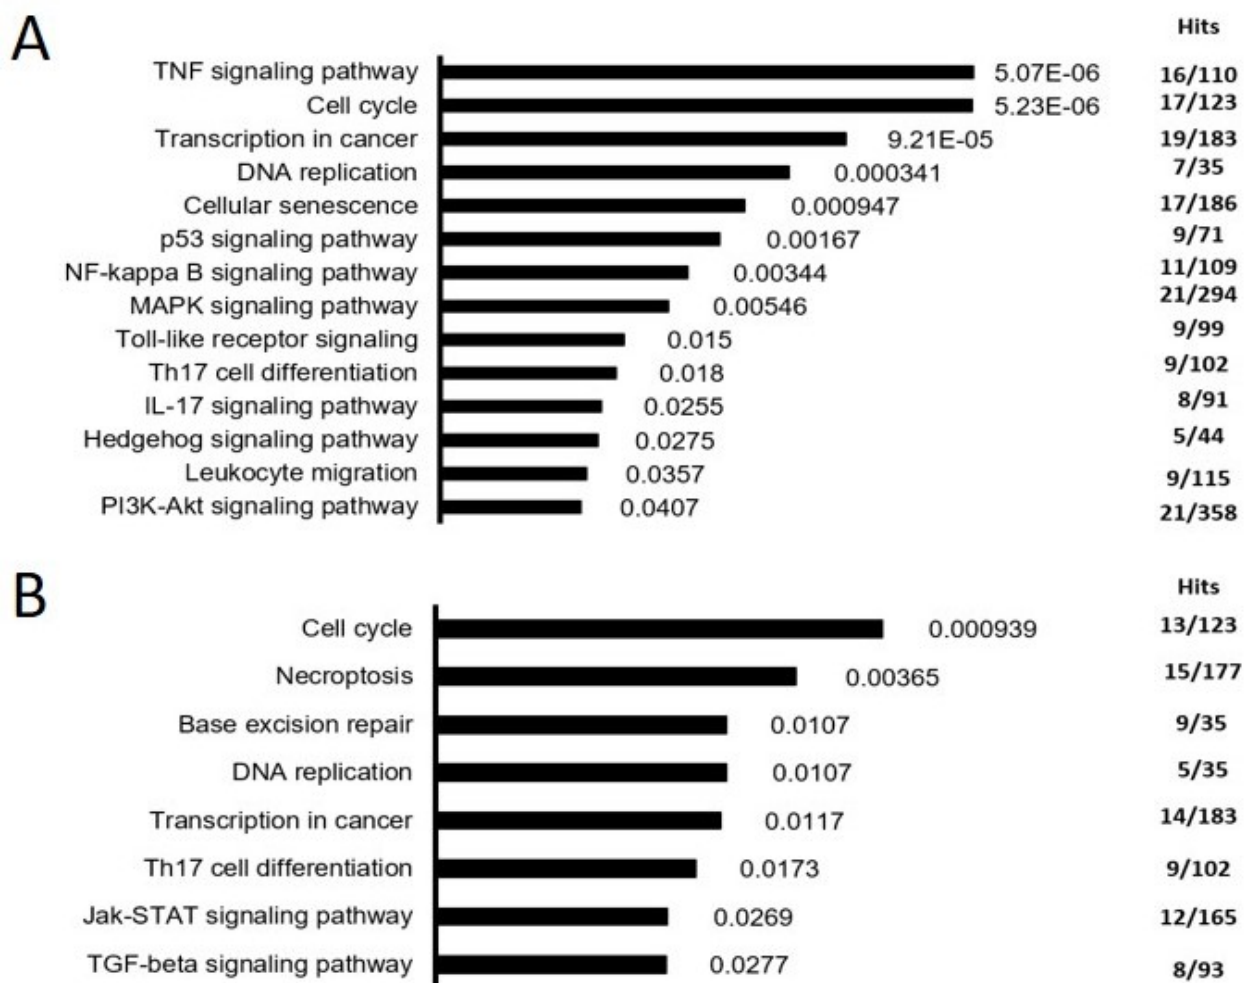 A
Hits
TNF signaling pathway 5.07E-06 16/110
Cell cycle 5.23E-06 17/123
Transcription in cancer 9.21E-05 19/183
DNA replication 0.000341 7/35
Cellular senescence 0.000947 17/186
p53 signaling pathway 0.00167 9/71
NF-kappa B signaling pathway 0.00344 11/109
MAPK signaling pathway 0.00546 21/294
Toll-like receptor signaling 0.015 9/99
Th17 cell differentiation 0.018 9/102
IL-17 signaling pathway 0.0255 8/91
Hedgehog signaling pathway 0.0275 5/44
Leukocyte migration 0.0357 9/115
PI3K-Akt signaling pathway 0.0407 21/358
B
Hits
Cell cycle 0.000939 13/123
Necroptosis 0.00365 15/177
Base excision repair 0.0107 9/35
DNA replication 0.0107 5/35
Transcription in cancer 0.0117 14/183
Th17 cell differentiation 0.0173 9/102
Jak-STAT signaling pathway 0.0269 12/165
TGF-beta signaling pathway 0.0277 8/93